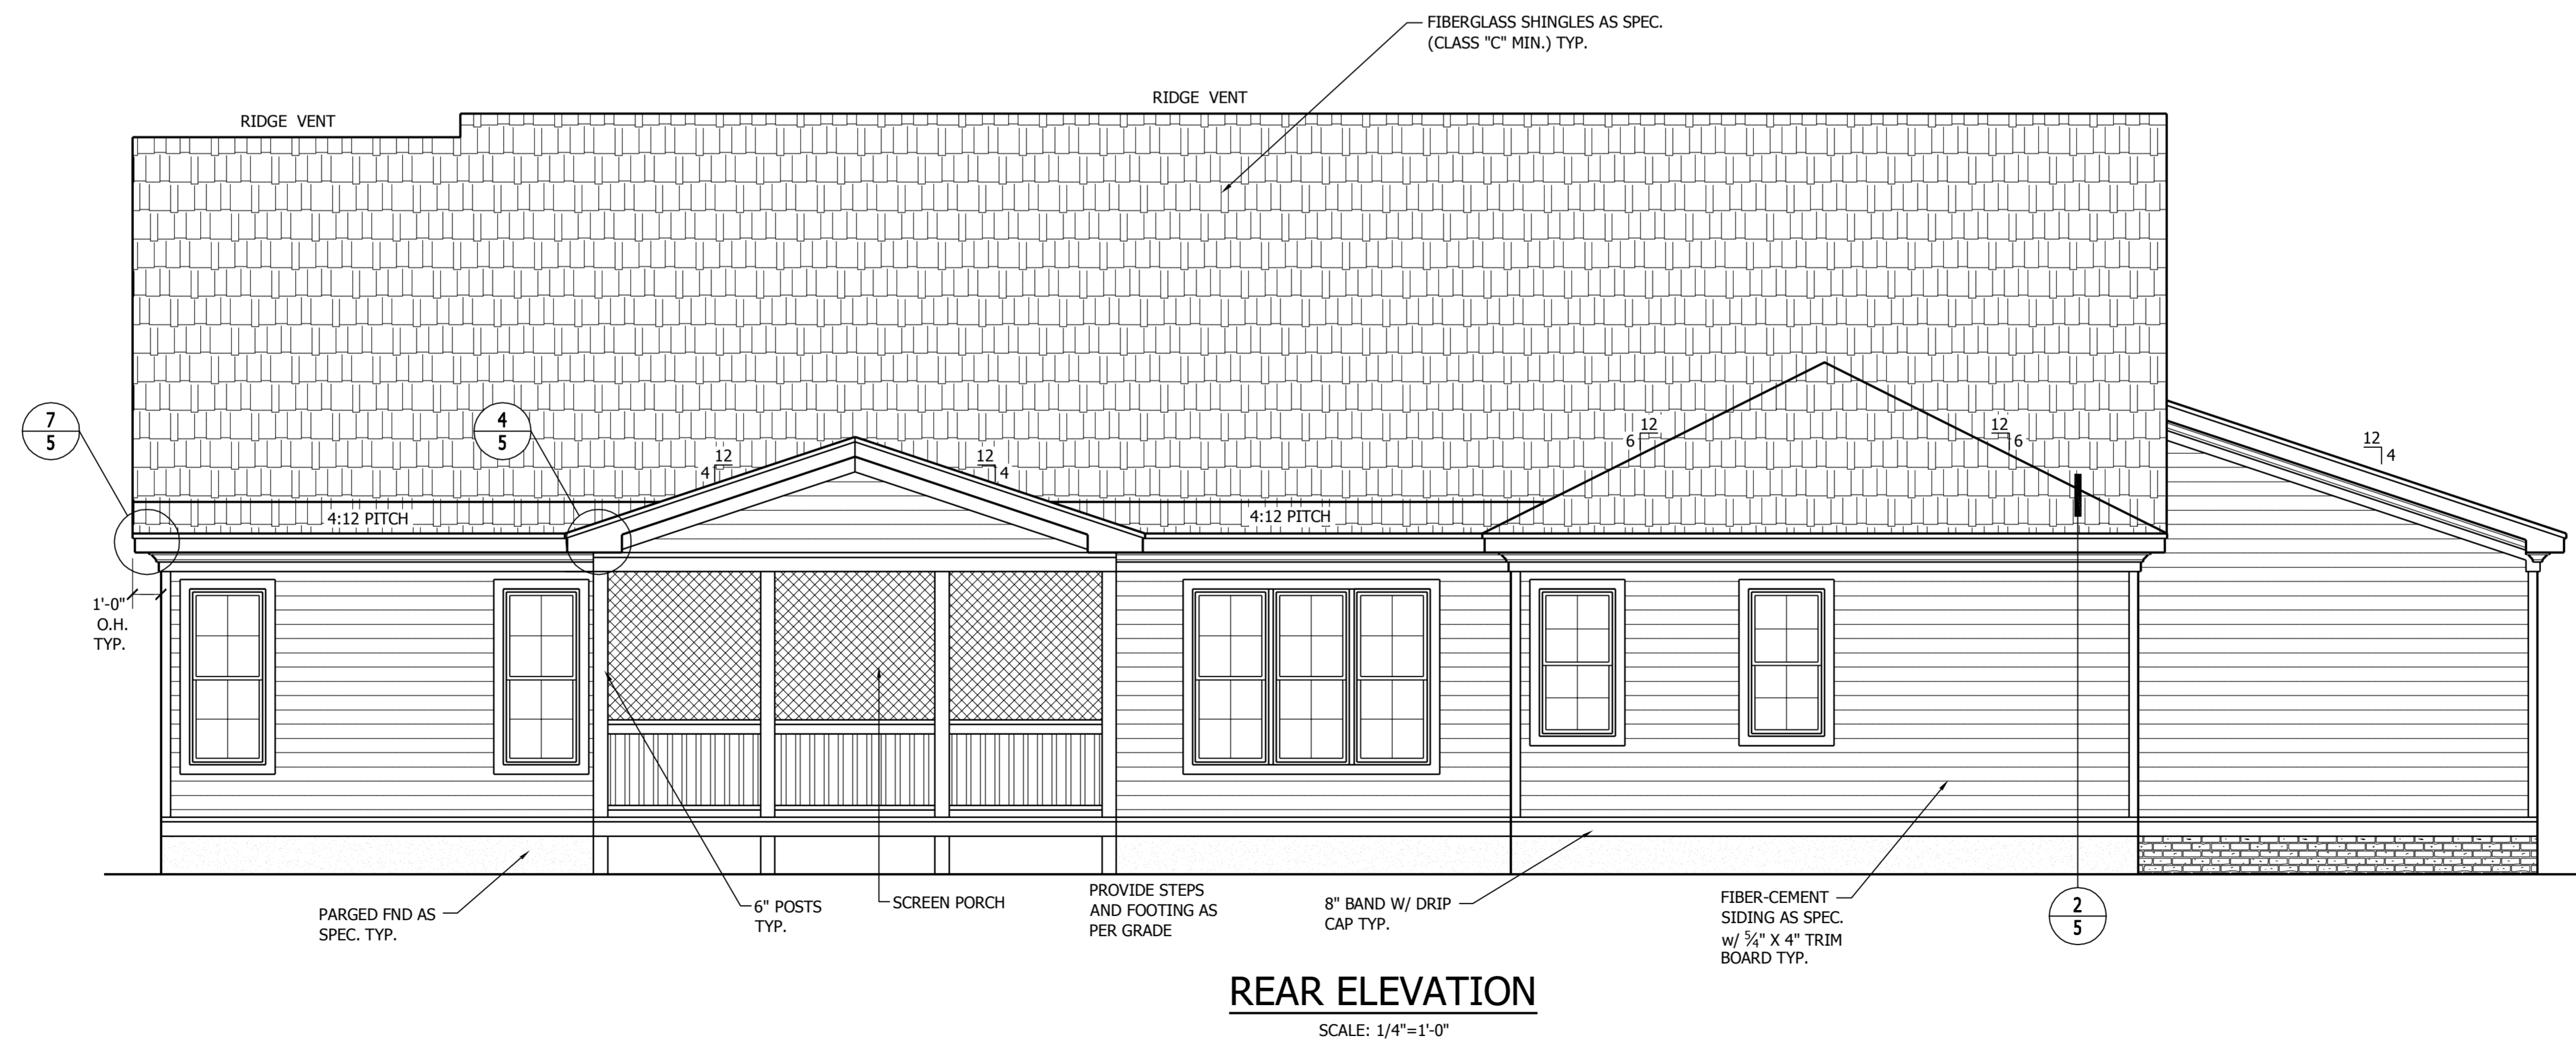 FIBERGLASS SHINGLES AS SPEC.
(CLASS "C" MIN.) TYP.
RIDGE VENT
RIDGE VENT
7
5
4
5
12
4
12
4
12
6
12
6
12
4
4:12 PITCH
4:12 PITCH
1'-0"
O.H.
TYP.
PARGED FND AS
SPEC. TYP.
6" POSTS
TYP.
SCREEN PORCH
PROVIDE STEPS
AND FOOTING AS
PER GRADE
8" BAND W/ DRIP
CAP TYP.
FIBER-CEMENT
SIDING AS SPEC.
w/ 5/4" X 4" TRIM
BOARD TYP.
2
5
REAR ELEVATION
SCALE: 1/4"=1'-0"